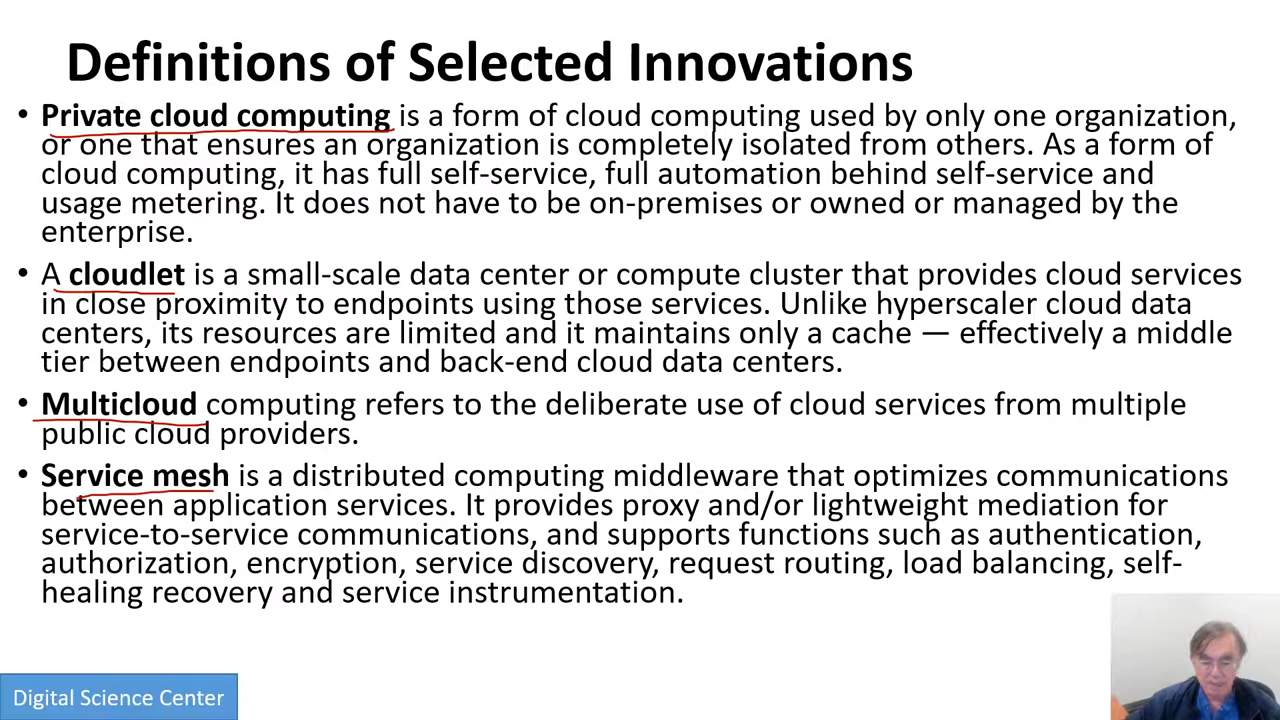 Definitions of Selected Innovations
• Private cloud computing is a form of cloud computing used by only one organization,
or one that ensures an organization is completely isolated from others. As a form of
cloud computing, it has full self-service, full automation behind self-service and
usage metering. It does not have to be on-premises or owned or managed by the
enterprise.
• A cloudlet is a small-scale data center or compute cluster that provides cloud services
in close proximity to endpoints using those services. Unlike hyperscaler cloud data
centers, its resources are limited and it maintains only a cache — effectively a middle
tier between endpoints and back-end cloud data centers.
• Multicloud computing refers to the deliberate use of cloud services from multiple
public cloud providers.
• Service mesh is a distributed computing middleware that optimizes communications
between application services. It provides proxy and/or lightweight mediation for
service-to-service communications, and supports functions such as authentication,
authorization, encryption, service discovery, request routing, load balancing, self-
healing recovery and service instrumentation.
Digital Science Center